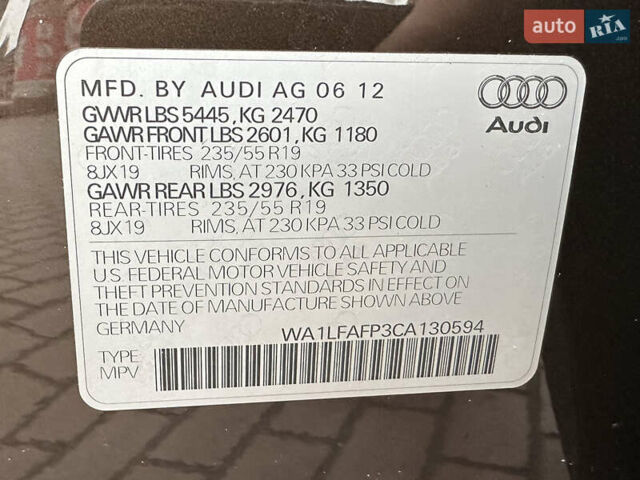 auto RIA .com
MFD. BY AUDI AG 06 12
GVWR LBS 5445, KG 2470
GAWR FRONT LBS 2601, KG 1180
FRONT-TIRES 235/55 R19
8JX19 RIMS, AT 230 KPA 33 PSI COLD
GAWR REAR LBS 2976, KG 1350
REAR-TIRES 235/55 R19
8JX19 RIMS, AT 230 KPA 33 PSI COLD
Audi
THIS VEHICLE CONFORMS TO ALL APPLICABLE
U.S. FEDERAL MOTOR VEHICLE SAFETY AND
THEFT PREVENTION STANDARDS IN EFFECT ON
THE DATE OF MANUFACTURE SHOWN ABOVE
GERMANY WA1LFAFP3CA130594
TYPE
MPV